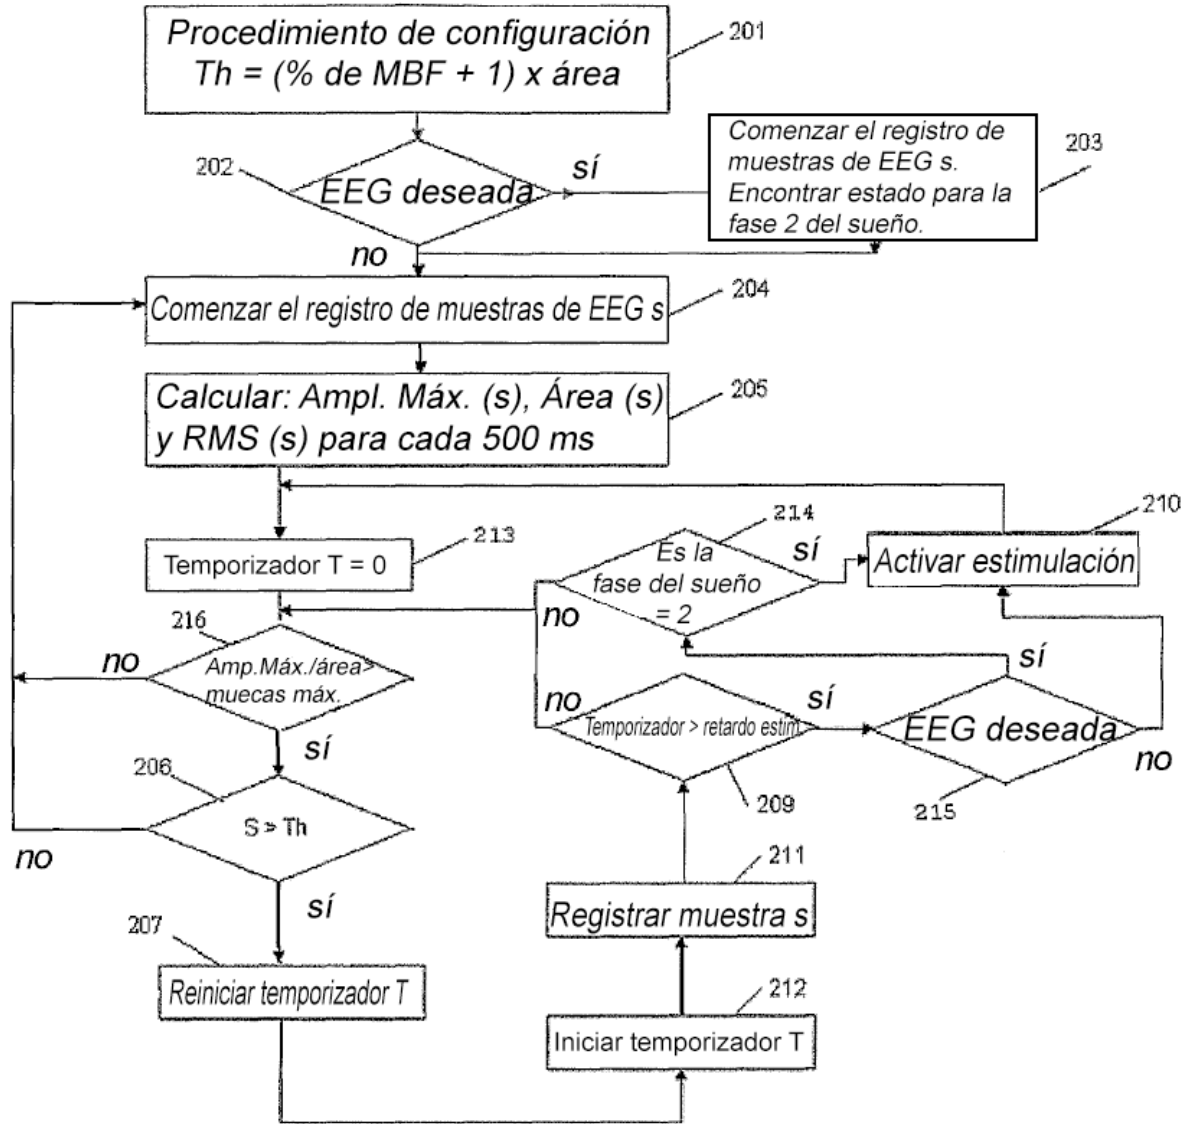 Procedimiento de configuración
Th = (% de MBF + 1) x área
201
202
EEG deseada
sí
no
Comenzar el registro de
muestras de EEG s.
Encontrar estado para la
fase 2 del sueño.
203
Comenzar el registro de muestras de EEG s
204
Calcular: Ampl. Máx. (s), Área (s)
y RMS (s) para cada 500 ms
205
Temporizador T = 0
213
216
Amp.Máx./área>
muecas máx.
no
sí
206
S > Th
no
sí
207
Reiniciar temporizador T
Iniciar temporizador T
212
Registrar muestra s
211
Temporizador > retardo estim.
209
no
sí
EEG deseada
215
sí
no
Es la
fase del sueño
= 2
214
no
sí
Activar estimulación
210